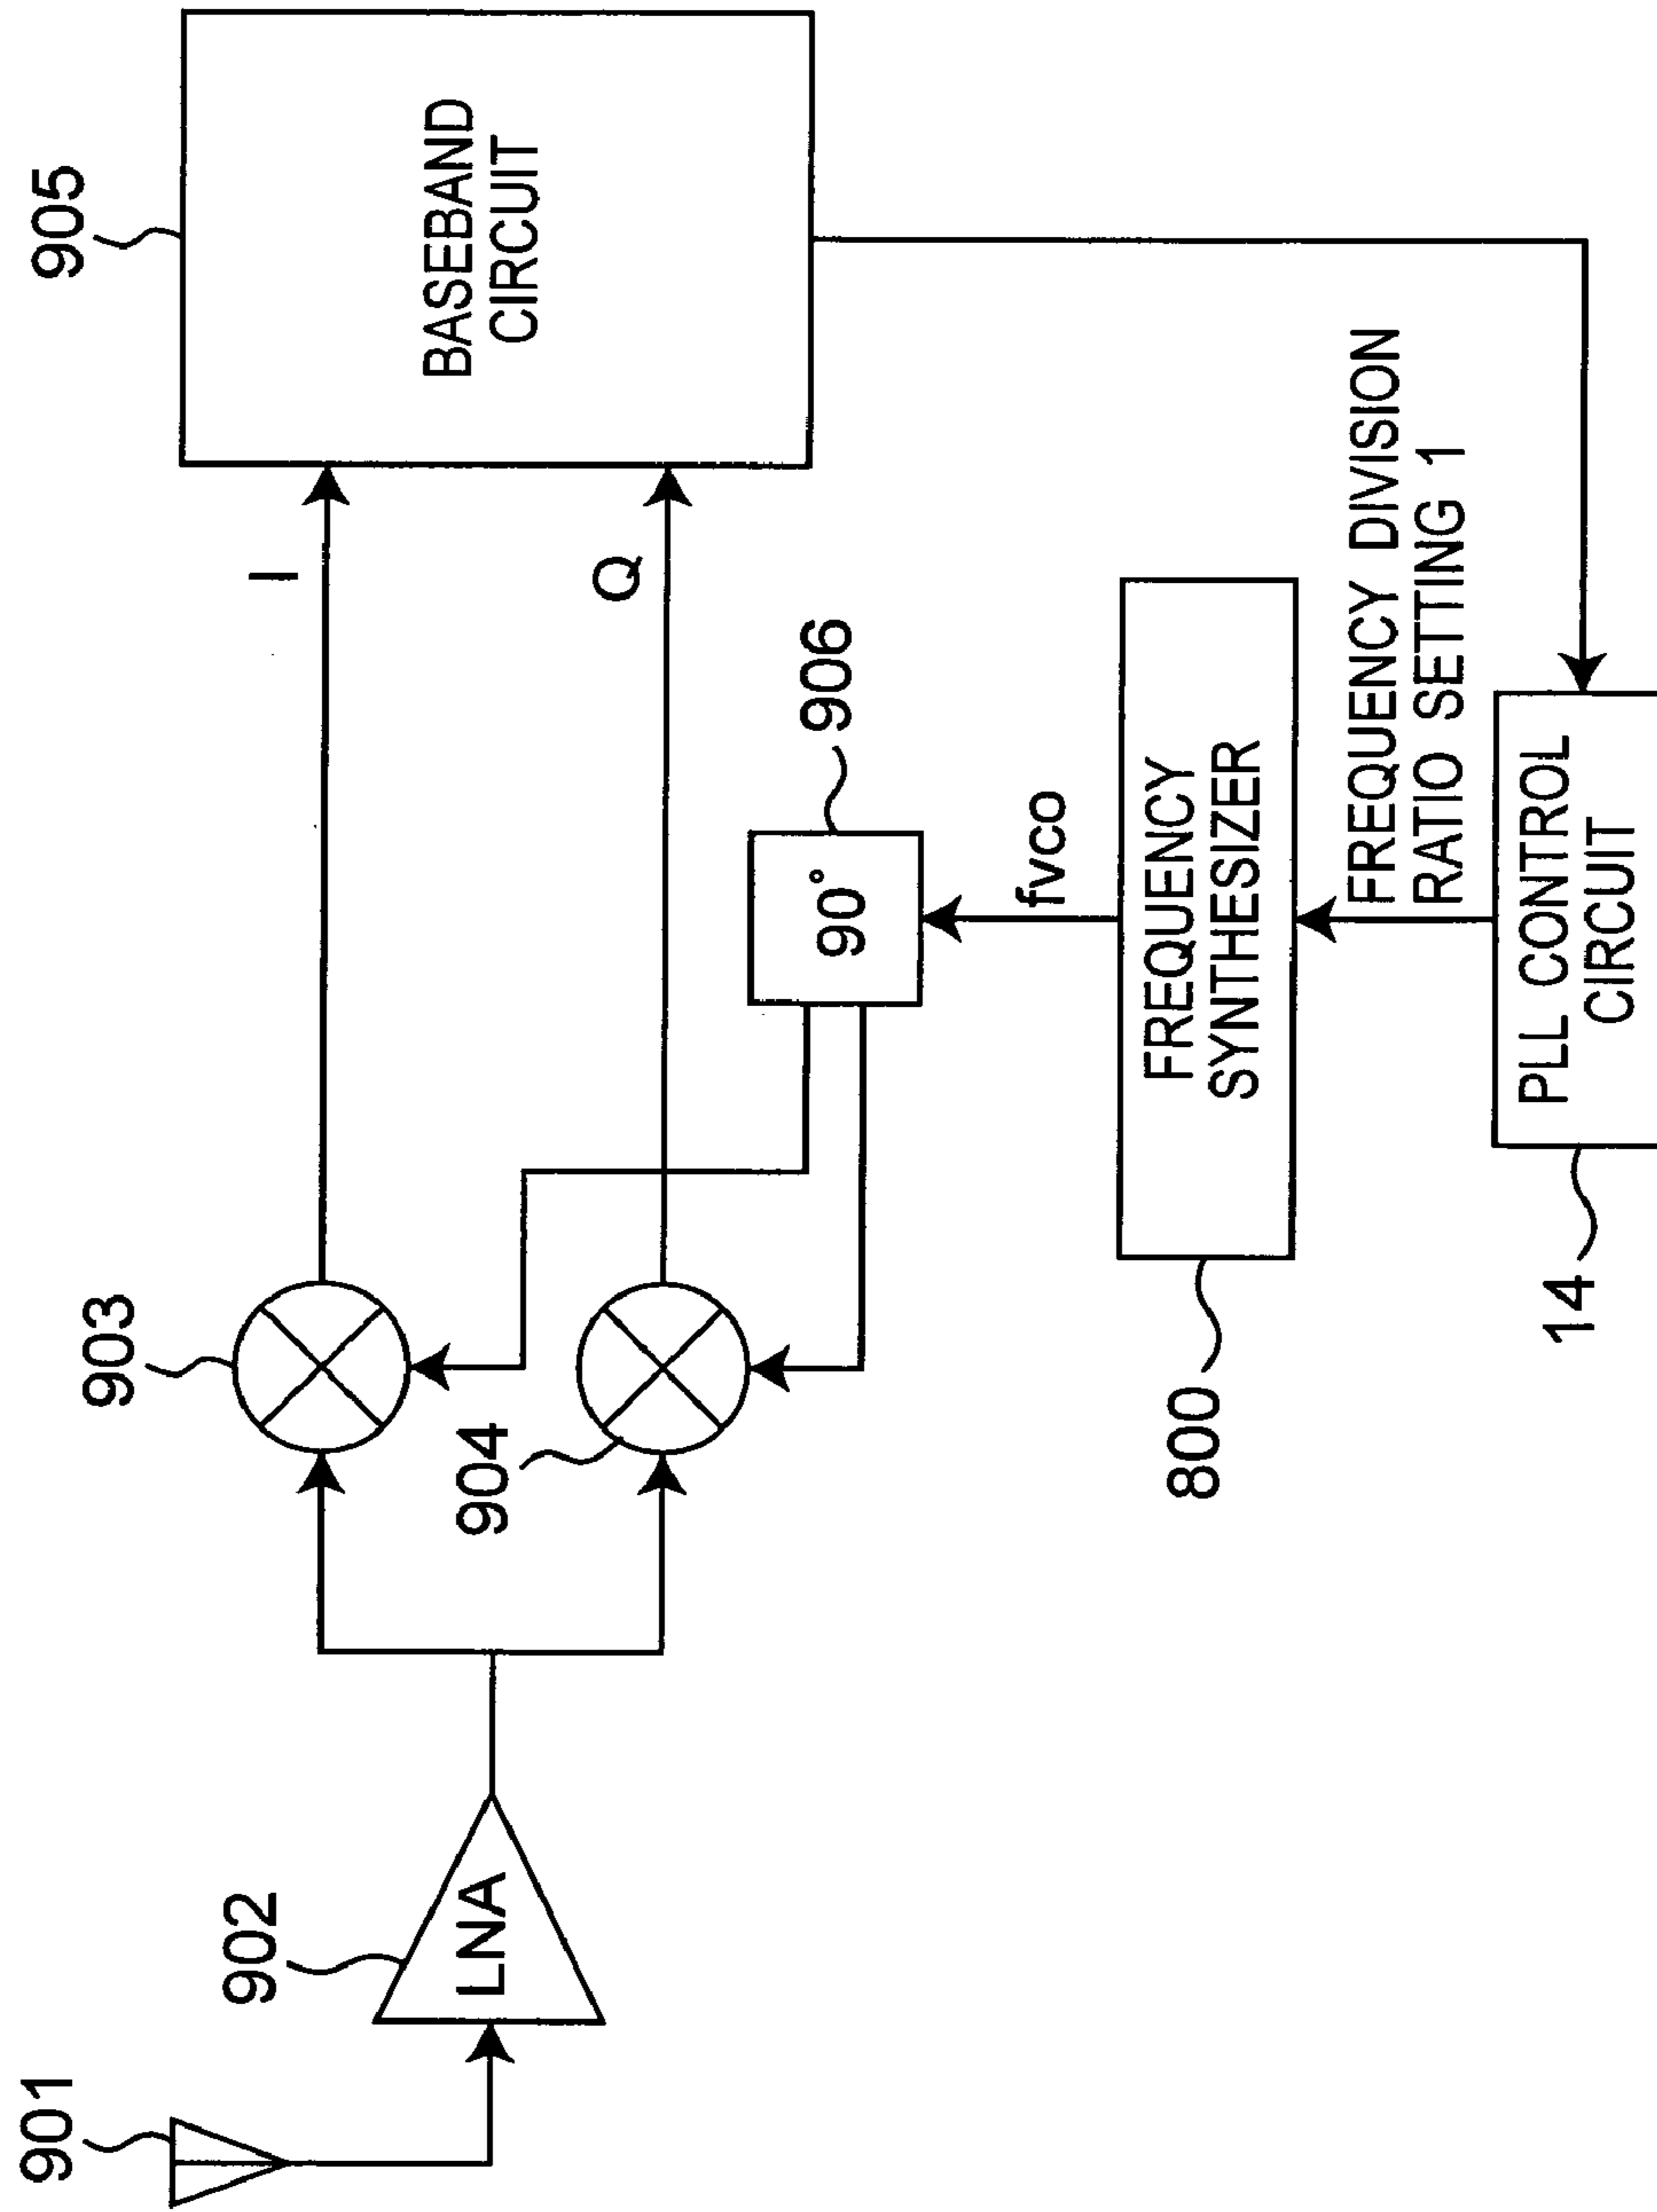 901
902
LNA
903
904
I
Q
905
BASEBAND
CIRCUIT
906
90°
fvco
800
FREQUENCY
SYNTHESIZER
FREQUENCY DIVISION
RATIO SETTING 1
14
PLL CONTROL
CIRCUIT